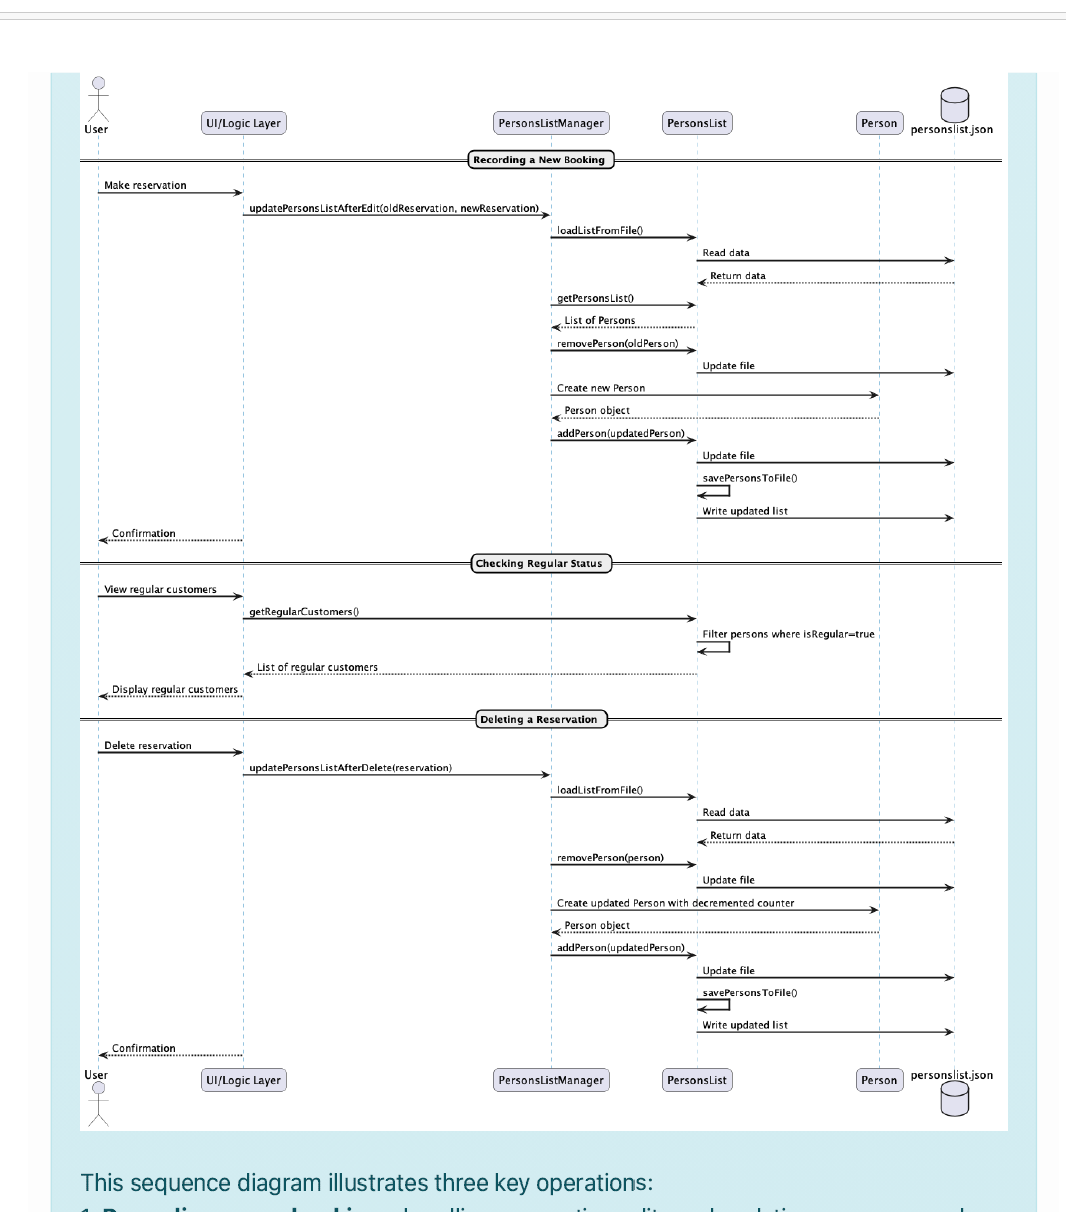 User
UI/Logic Layer
PersonsListManager
PersonsList
Person
personslist.json
Recording a New Booking
Make reservation
updatePersonsListAfterEdit(oldReservation, newReservation)
loadListFromFile()
Read data
Return data
getPersonsList()
List of Persons
removePerson(oldPerson)
Update file
Create new Person
Person object
addPerson(updatedPerson)
Update file
savePersonsToFile()
Write updated list
Confirmation
Checking Regular Status
View regular customers
getRegularCustomers()
Filter persons where isRegular=true
List of regular customers
Display regular customers
Deleting a Reservation
Delete reservation
updatePersonsListAfterDelete(reservation)
loadListFromFile()
Read data
Return data
removePerson(person)
Update file
Create updated Person with decremented counter
Person object
addPerson(updatedPerson)
Update file
savePersonsToFile()
Write updated list
Confirmation
User
UI/Logic Layer
PersonsListManager
PersonsList
Person
personslist.json
This sequence diagram illustrates three key operations: